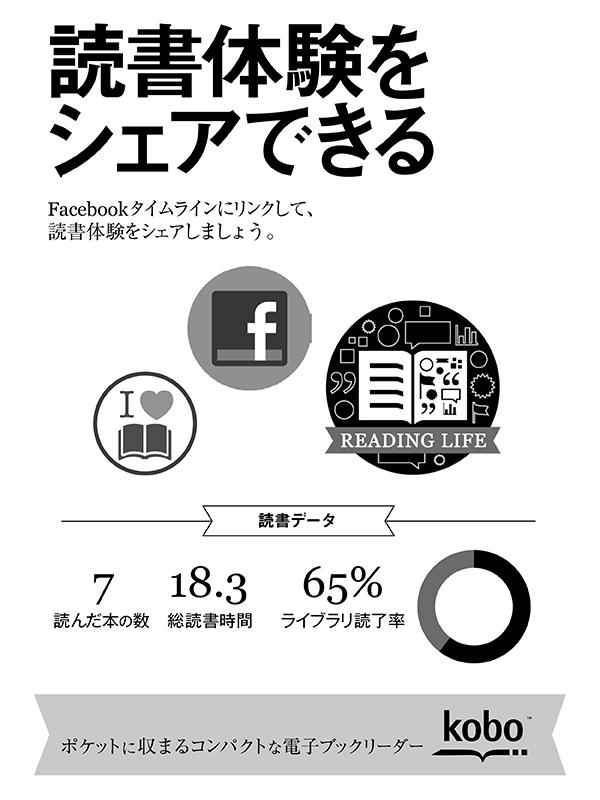 読書体験を
シェアできる
Facebookタイムラインにリンクして、
読書体験をシェアしましょう。
f
I
READING LIFE
読書データ
7
読んだ本の数
18.3
総読書時間
65%
ライブラリ読了率
ポケットに収まるコンパクトな電子ブックリーダー
kobo™